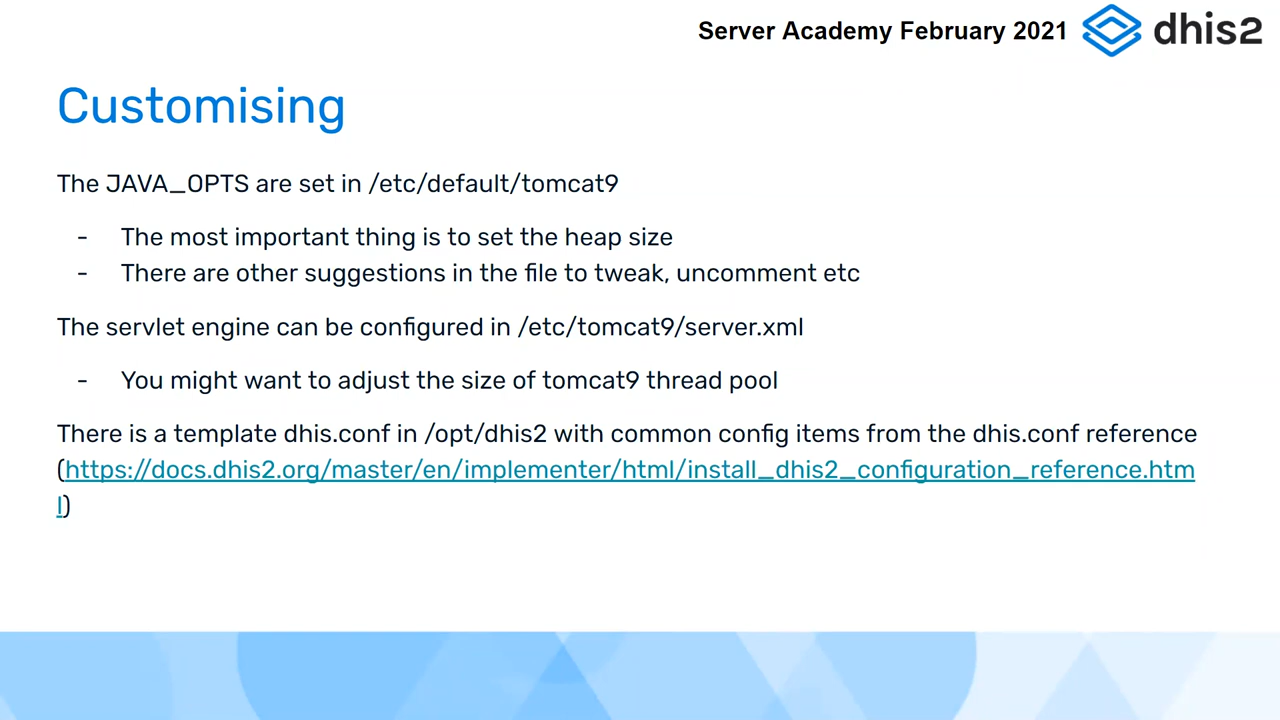 Server Academy February 2021 dhis2
Customising
The JAVA_OPTS are set in /etc/default/tomcat9
- The most important thing is to set the heap size
- There are other suggestions in the file to tweak, uncomment etc
The servlet engine can be configured in /etc/tomcat9/server.xml
- You might want to adjust the size of tomcat9 thread pool
There is a template dhis.conf in /opt/dhis2 with common config items from the dhis.conf reference
(https://docs.dhis2.org/master/en/implementer/html/install_dhis2_configuration_reference.htm
l)